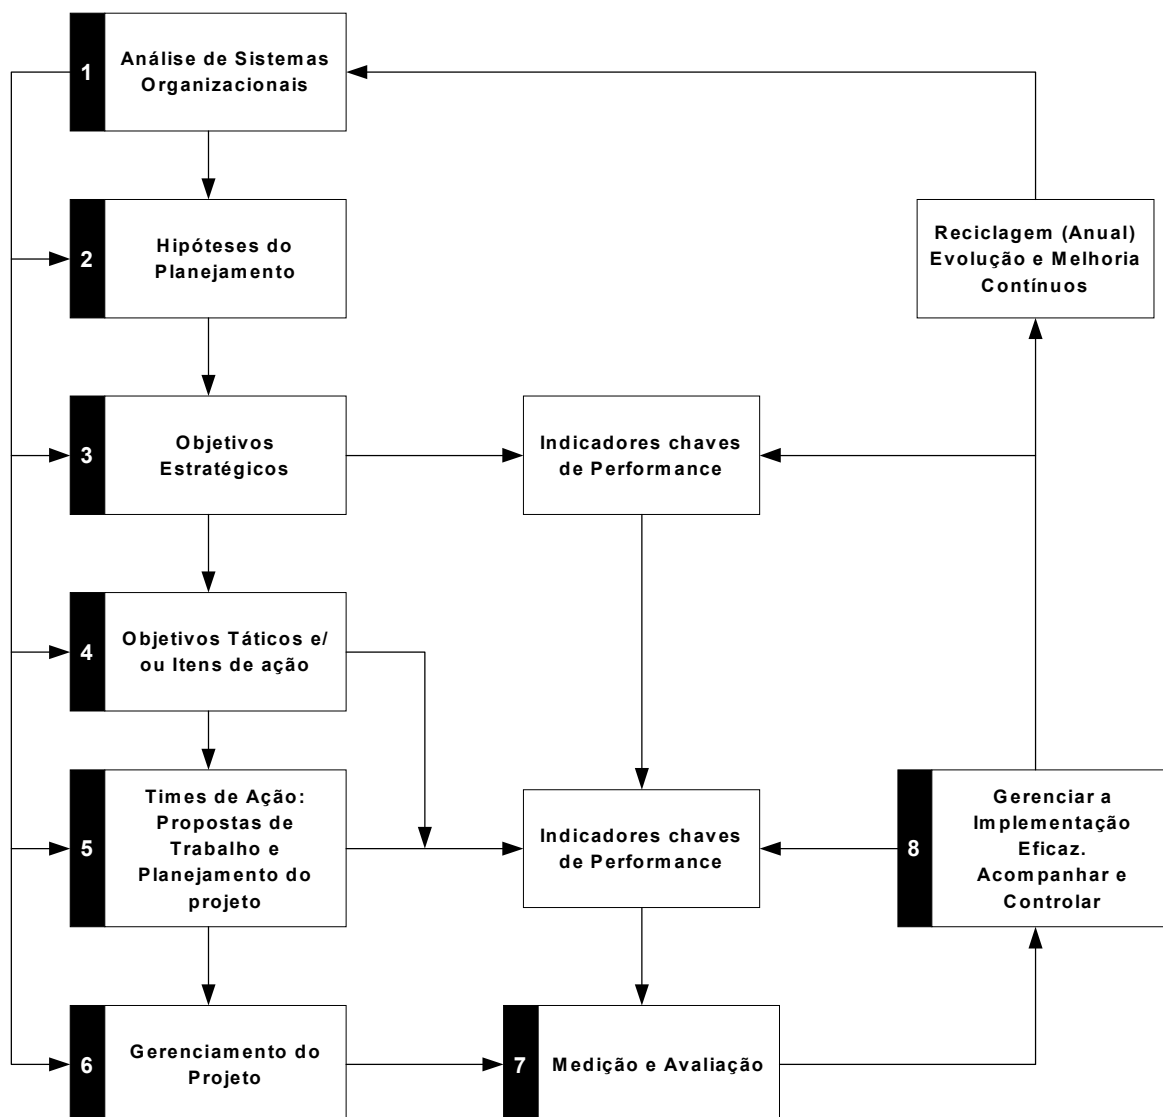 1
Análise de Sistemas
Organizacionais
2
Hipóteses do
Planejamento
Reciclagem (Anual)
Evolução e Melhoria
Contínuos
3
Objetivos
Estratégicos
Indicadores chaves
de Performance
4
Objetivos Táticos e/
ou Itens de ação
5
Times de Ação:
Propostas de
Trabalho e
Planejamento do
projeto
Indicadores chaves
de Performance
8
Gerenciar a
Implementação
Eficaz.
Acompanhar e
Controlar
6
Gerenciamento do
Projeto
7
Medição e Avaliação